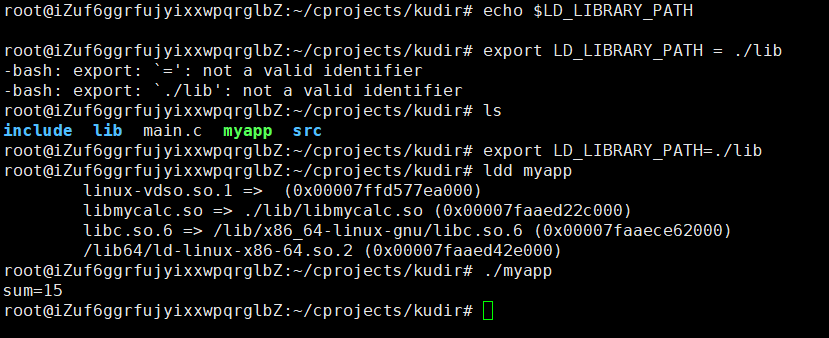 root@iZuf6ggrfujyixxwpqrglbZ:~/cprojects/kudir# echo $LD_LIBRARY_PATH

root@iZuf6ggrfujyixxwpqrglbZ:~/cprojects/kudir# export LD_LIBRARY_PATH = ./lib
-bash: export: `=': not a valid identifier
-bash: export: `./lib': not a valid identifier
root@iZuf6ggrfujyixxwpqrglbZ:~/cprojects/kudir# ls
include  lib  main.c  myapp  src
root@iZuf6ggrfujyixxwpqrglbZ:~/cprojects/kudir# export LD_LIBRARY_PATH=./lib
root@iZuf6ggrfujyixxwpqrglbZ:~/cprojects/kudir# ldd myapp
        linux-vdso.so.1 =>  (0x00007ffd577ea000)
        libmycalc.so => ./lib/libmycalc.so (0x00007faaed22c000)
        libc.so.6 => /lib/x86_64-linux-gnu/libc.so.6 (0x00007faaece62000)
        /lib64/ld-linux-x86-64.so.2 (0x00007faaed42e000)
root@iZuf6ggrfujyixxwpqrglbZ:~/cprojects/kudir# ./myapp
sum=15
root@iZuf6ggrfujyixxwpqrglbZ:~/cprojects/kudir#